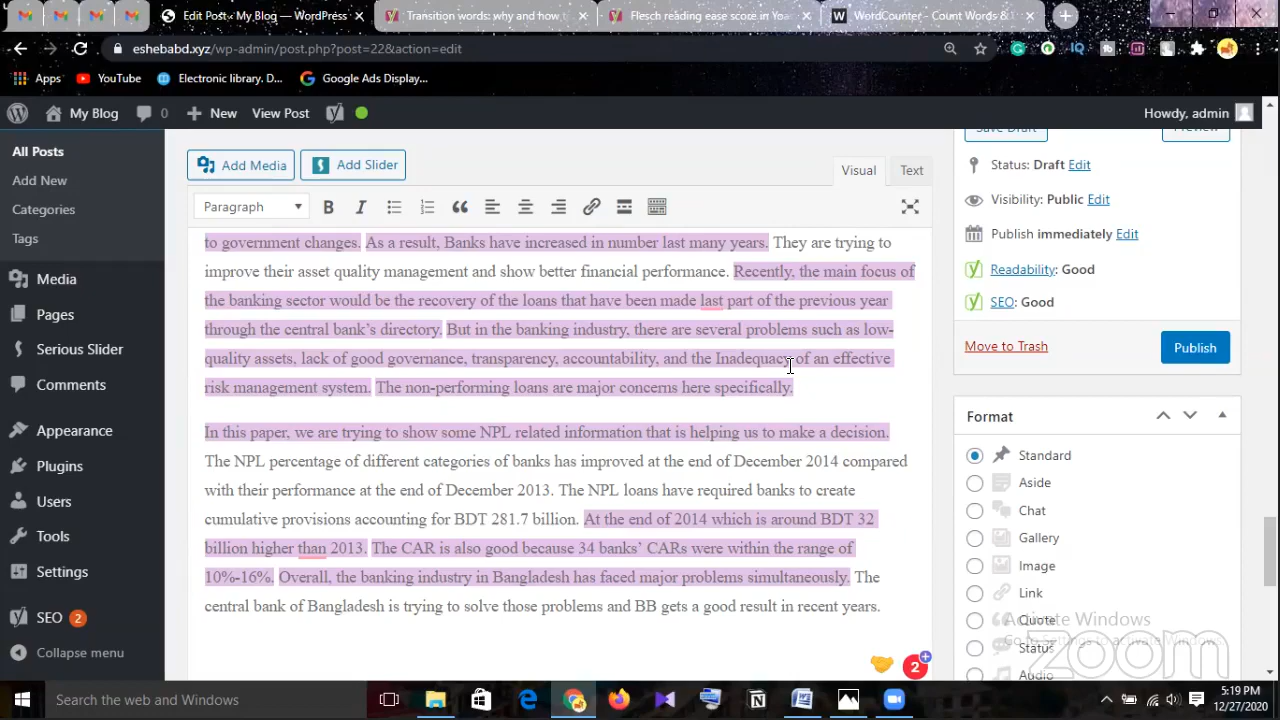 Edit Post ‹ My Blog — WordPress
Transition words: why and how t
Flesch reading ease score in Yoa
WordCounter - Count Words &
eshebabd.xyz/wp-admin/post.php?post=22&action=edit
Apps
YouTube
Electronic library. D...
Google Ads Display...
My Blog
0
New
View Post
Howdy, admin
All Posts
Add New
Categories
Tags
Media
Pages
Serious Slider
Comments
Appearance
Plugins
Users
Tools
Settings
SEO 2
Collapse menu
Add Media
Add Slider
Visual
Text
Paragraph
to government changes. As a result, Banks have increased in number last many years. They are trying to
improve their asset quality management and show better financial performance. Recently, the main focus of
the banking sector would be the recovery of the loans that have been made last part of the previous year
through the central bank's directory. But in the banking industry, there are several problems such as low-
quality assets, lack of good governance, transparency, accountability, and the Inadequacy of an effective
risk management system. The non-performing loans are major concerns here specifically.
In this paper, we are trying to show some NPL related information that is helping us to make a decision.
The NPL percentage of different categories of banks has improved at the end of December 2014 compared
with their performance at the end of December 2013. The NPL loans have required banks to create
cumulative provisions accounting for BDT 281.7 billion. At the end of 2014 which is around BDT 32
billion higher than 2013. The CAR is also good because 34 banks' CARs were within the range of
10%-16%. Overall, the banking industry in Bangladesh has faced major problems simultaneously. The
central bank of Bangladesh is trying to solve those problems and BB gets a good result in recent years.
2
Save Draft
Preview
Status: Draft Edit
Visibility: Public Edit
Publish immediately Edit
Readability: Good
SEO: Good
Move to Trash
Publish
Format
Standard
Aside
Chat
Gallery
Image
Link
Quote
Status
Audio
Activate Windows
Go to Settings to activate Windows.
zoom
Search the web and Windows
5:19 PM
12/27/2020